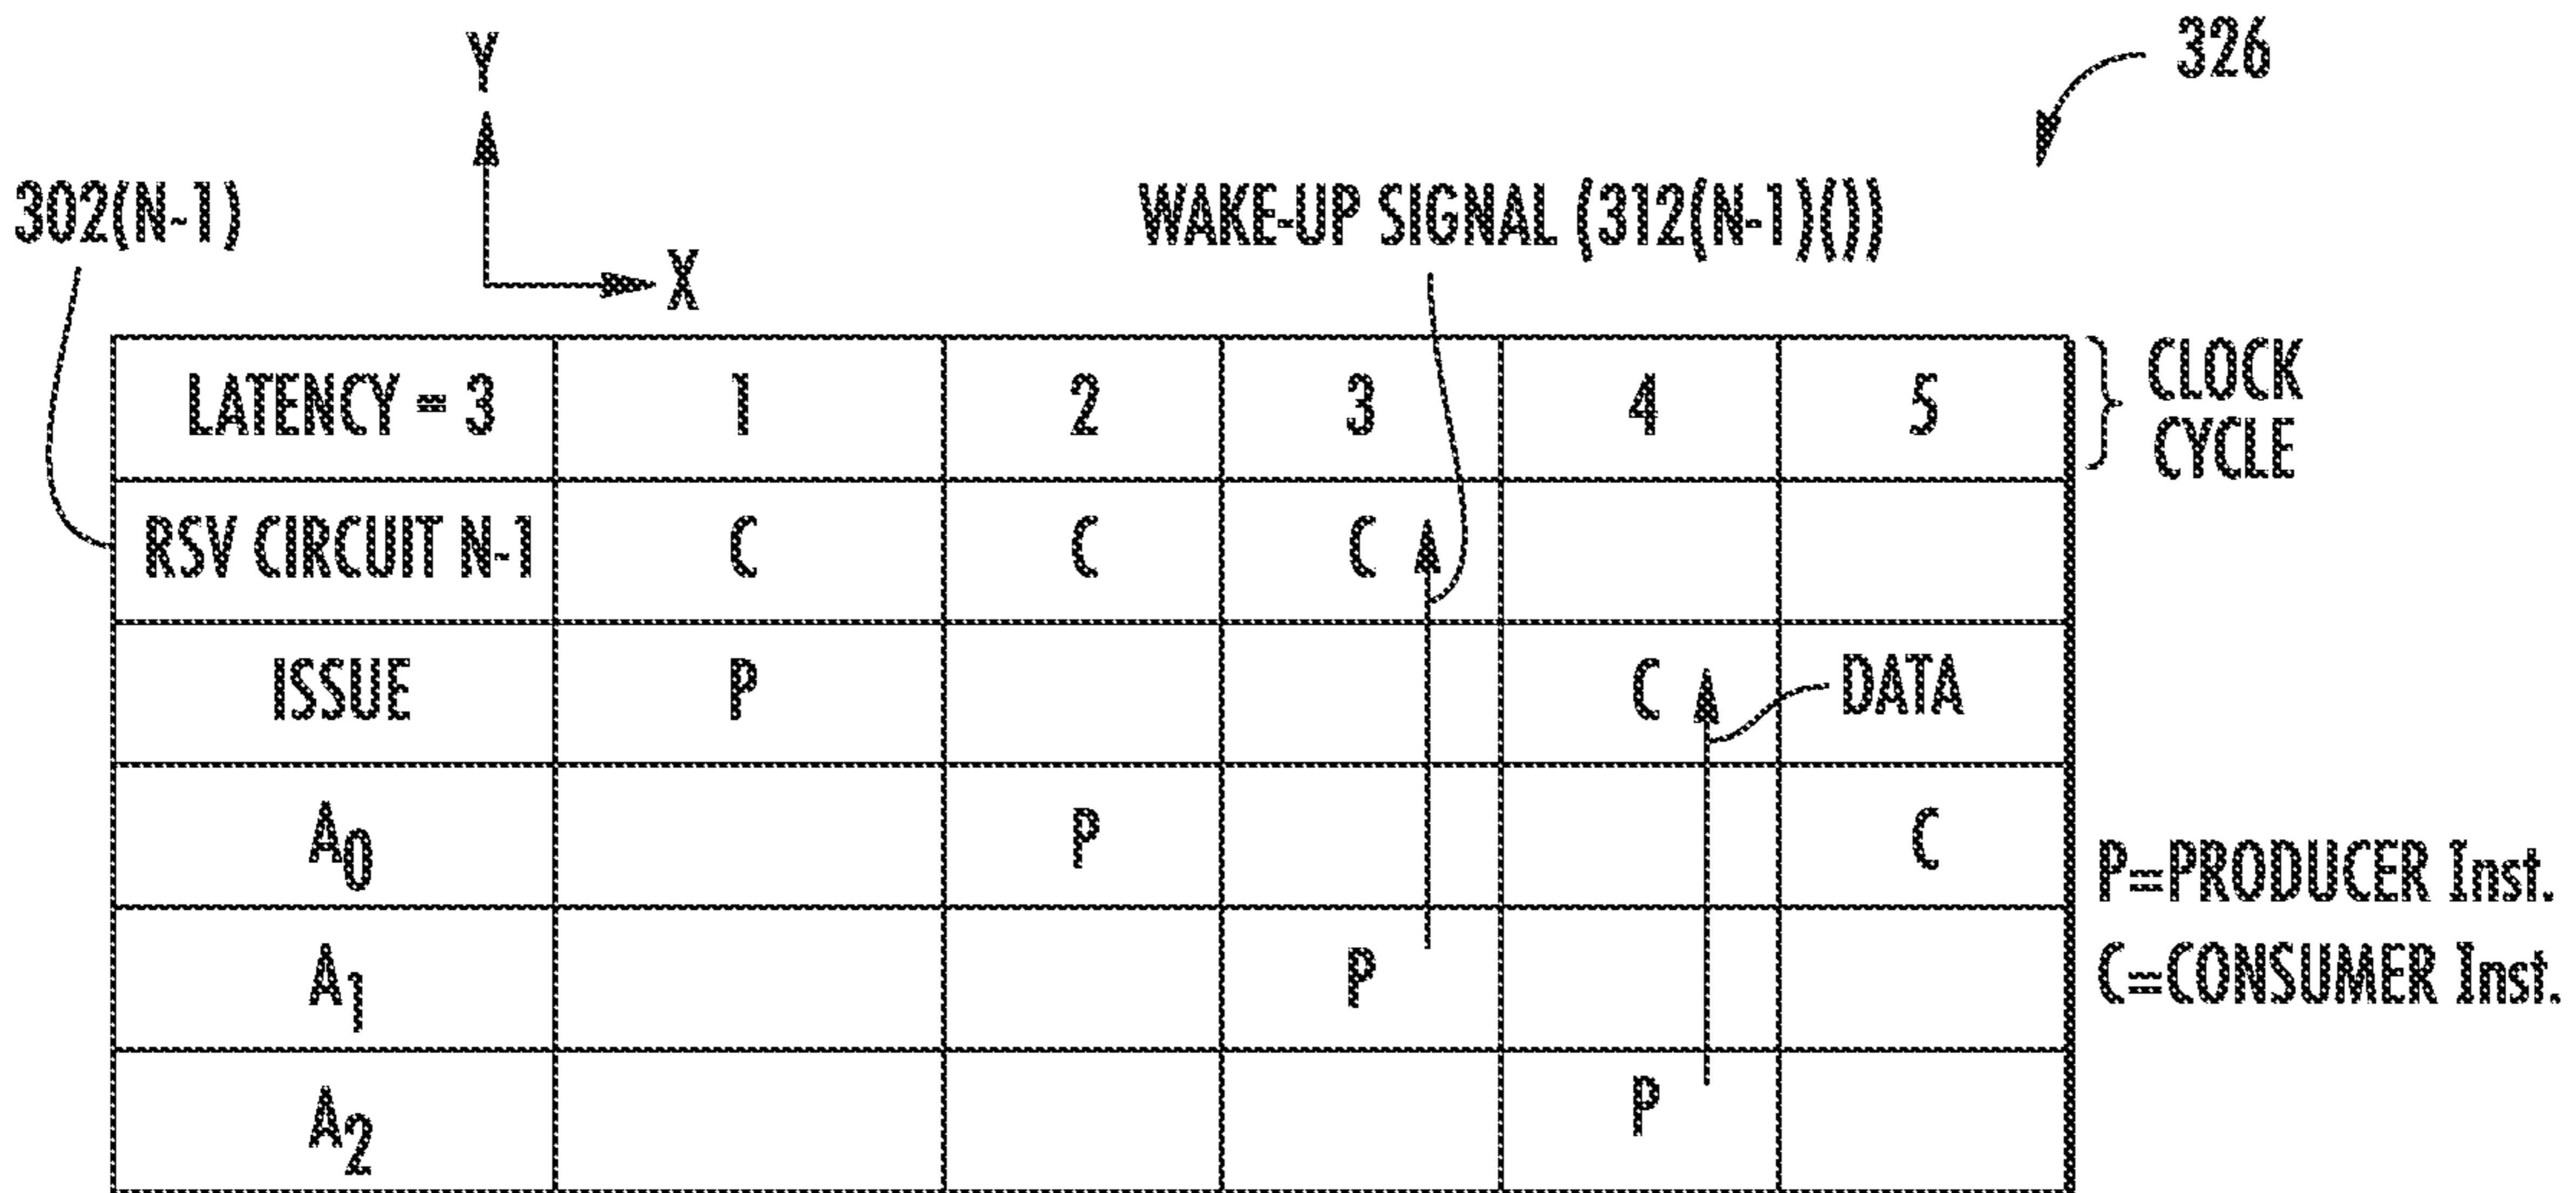 326
Y
302(N-1)
WAKE-UP SIGNAL (312(N-1)())
X
LATENCY = 3 1 2 3 4 5
CLOCK
CYCLE
RSV CIRCUIT N-1 C C C
ISSUE P C DATA
A0 P C
P=PRODUCER Inst.
A1 P
C=CONSUMER Inst.
A2 P